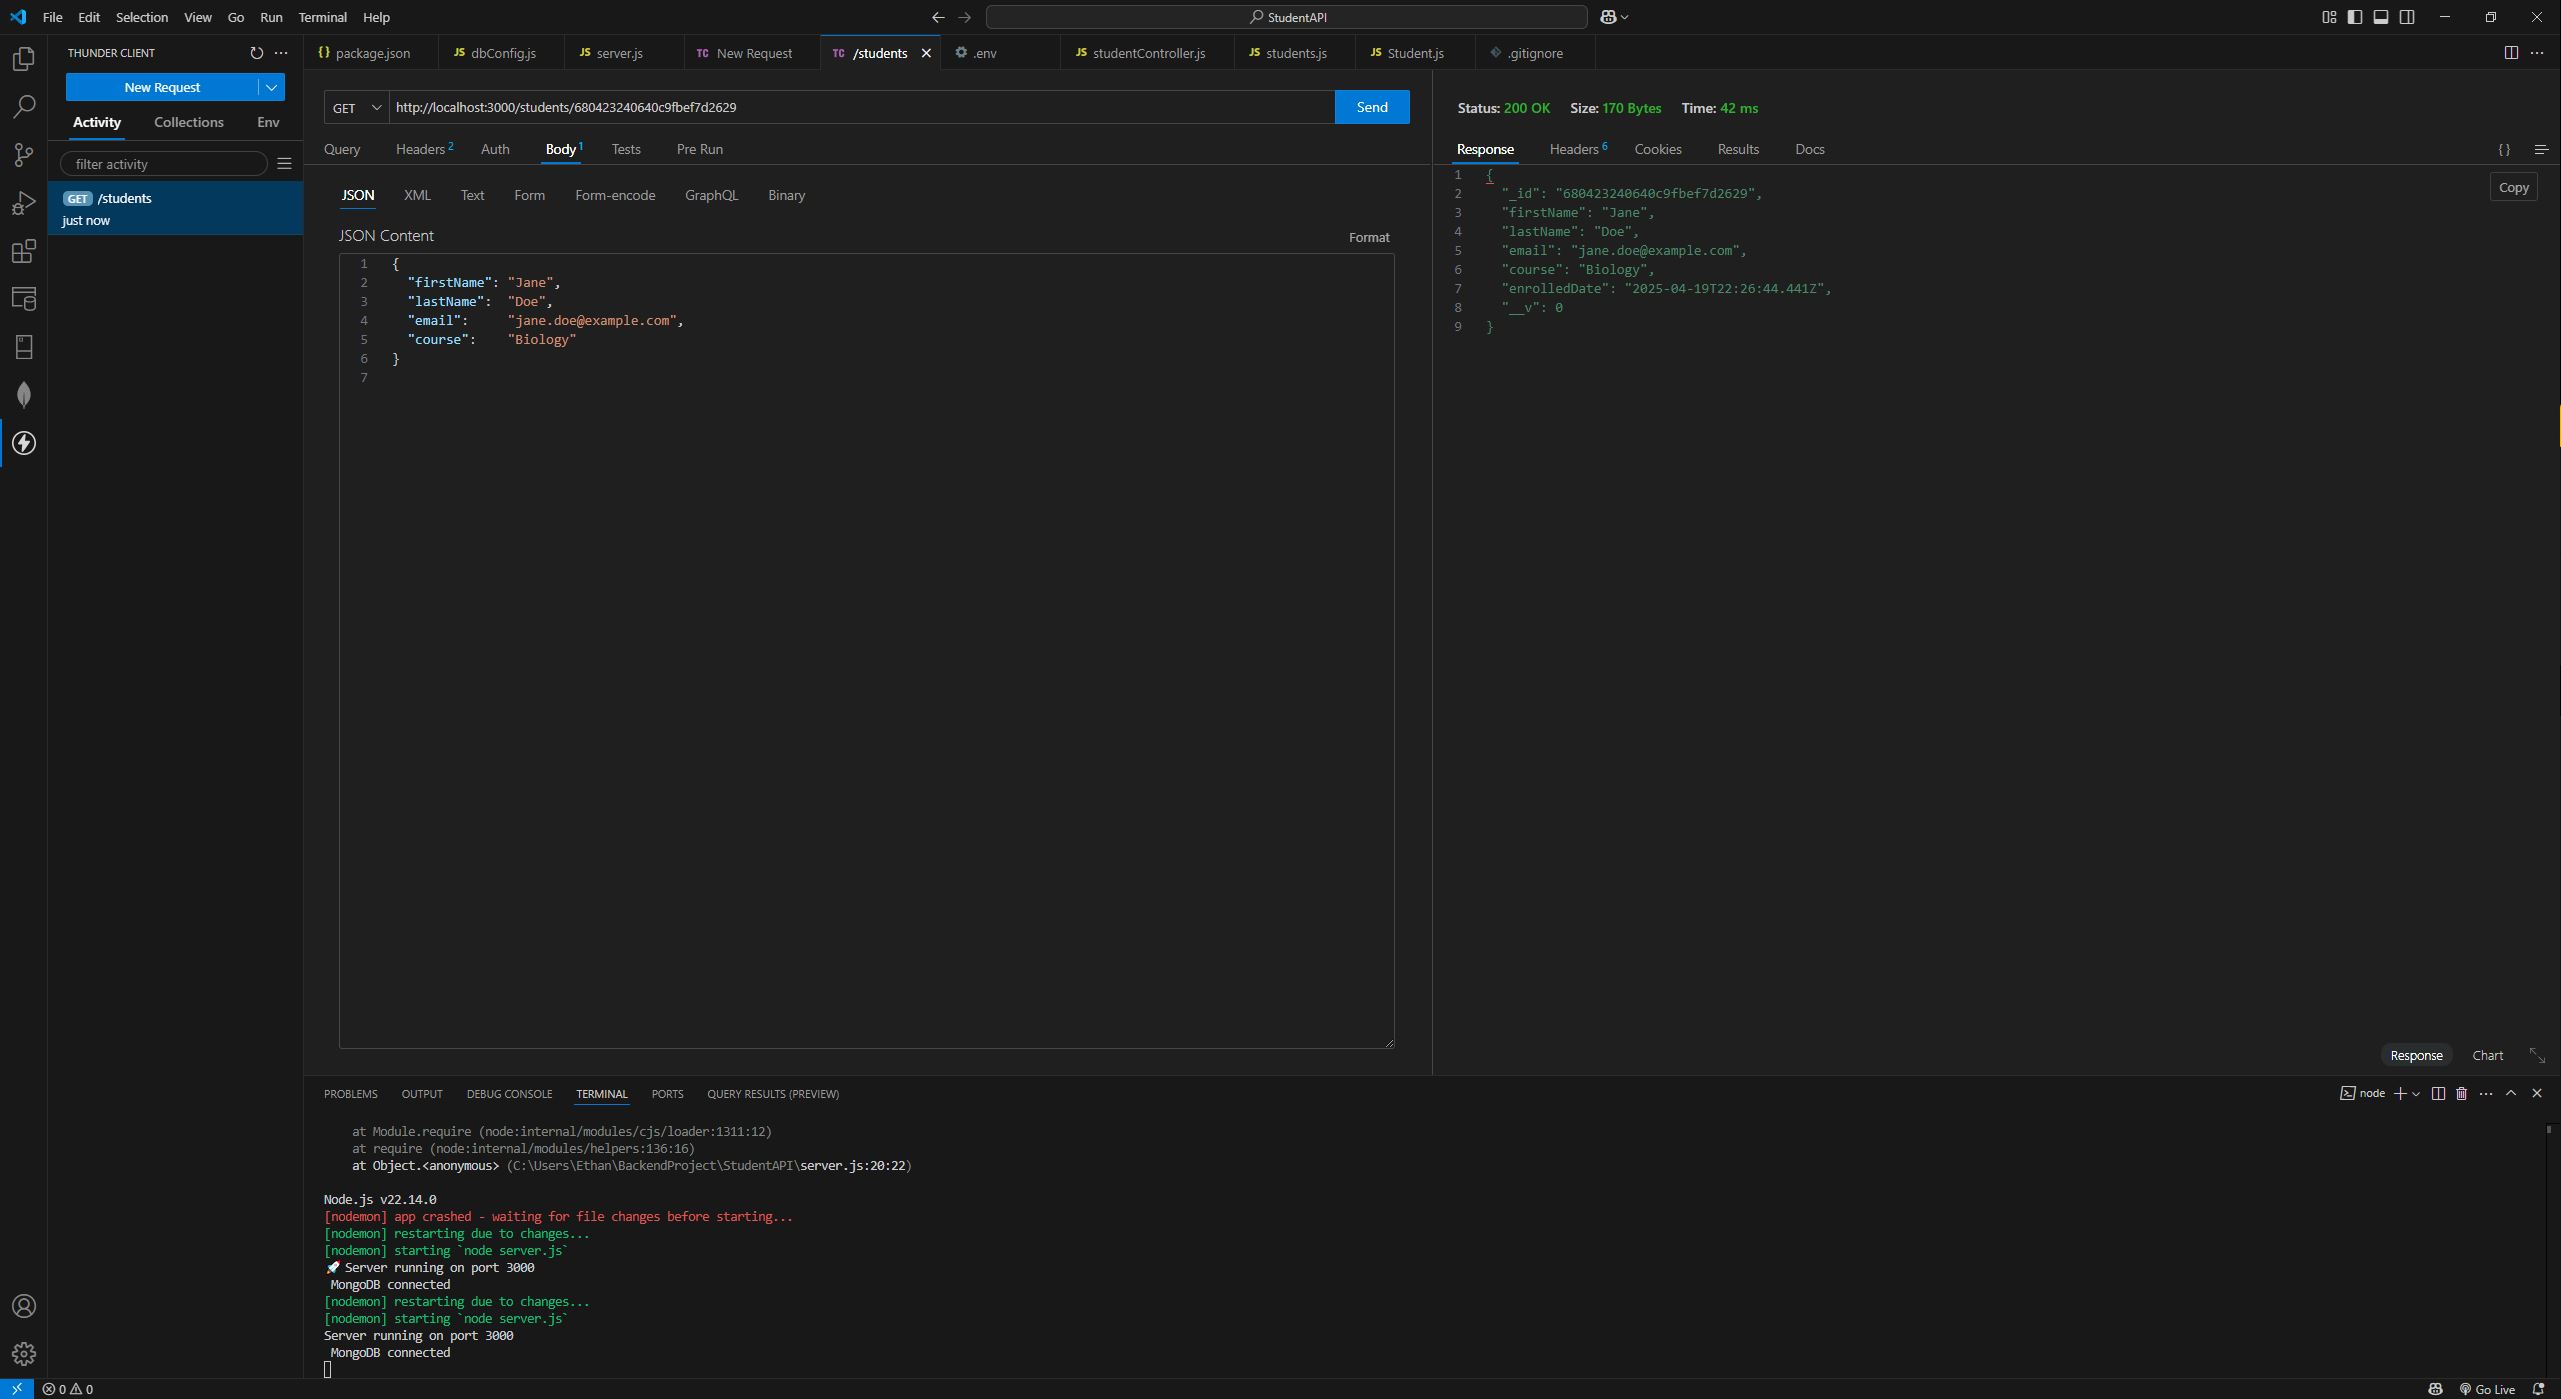 File Edit Selection View Go Run Terminal Help
StudentAPI
THUNDER CLIENT
package.json
JS dbConfig.js
JS server.js
TC New Request
TC /students
.env
JS studentController.js
JS students.js
JS Student.js
.gitignore
New Request
Activity Collections Env
filter activity
GET /students
just now
GET
http://localhost:3000/students/680423240640c9fbef7d2629
Send
Query Headers 2 Auth Body 1 Tests Pre Run
JSON XML Text Form Form-encode GraphQL Binary
JSON Content
Format
1 {
2 "firstName": "Jane",
3 "lastName":  "Doe",
4 "email":     "jane.doe@example.com",
5 "course":    "Biology"
6 }
7
Status: 200 OK Size: 170 Bytes Time: 42 ms
Response Headers 6 Cookies Results Docs
{}
Copy
1 {
2 "_id": "680423240640c9fbef7d2629",
3 "firstName": "Jane",
4 "lastName": "Doe",
5 "email": "jane.doe@example.com",
6 "course": "Biology",
7 "enrolledDate": "2025-04-19T22:26:44.441Z",
8 "__v": 0
9 }
Response Chart
PROBLEMS OUTPUT DEBUG CONSOLE TERMINAL PORTS QUERY RESULTS (PREVIEW)
node
at Module.require (node:internal/modules/cjs/loader:1311:12)
at require (node:internal/modules/helpers:136:16)
at Object.<anonymous> (C:\Users\Ethan\BackendProject\StudentAPI\server.js:20:22)
Node.js v22.14.0
[nodemon] app crashed - waiting for file changes before starting...
[nodemon] restarting due to changes...
[nodemon] starting `node server.js`
🚀 Server running on port 3000
MongoDB connected
[nodemon] restarting due to changes...
[nodemon] starting `node server.js`
Server running on port 3000
MongoDB connected
0 0
Go Live